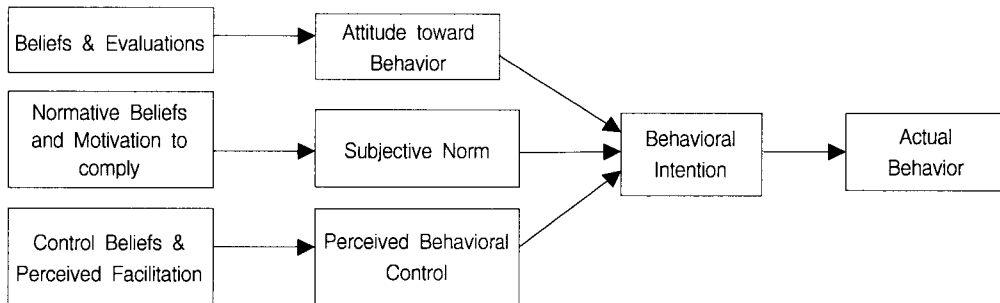 Beliefs & Evaluations
Attitude toward
Behavior
Normative Beliefs
and Motivation to
comply
Subjective Norm
Behavioral
Intention
Actual
Behavior
Control Beliefs &
Perceived Facilitation
Perceived Behavioral
Control